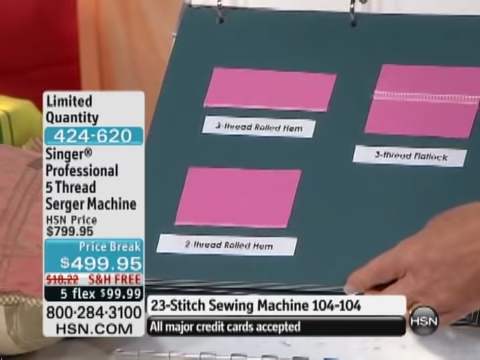 Limited
Quantity
424-620
Singer®
Professional
5 Thread
Serger Machine
HSN Price
$799.95
Price Break
$499.95
$18.22 S&H FREE
5 flex $99.99
800-284-3100
HSN.COM
3-thread Rolled Hem
3-thread Flatlock
2-thread Rolled Hem
23-Stitch Sewing Machine 104-104
All major credit cards accepted
HSN